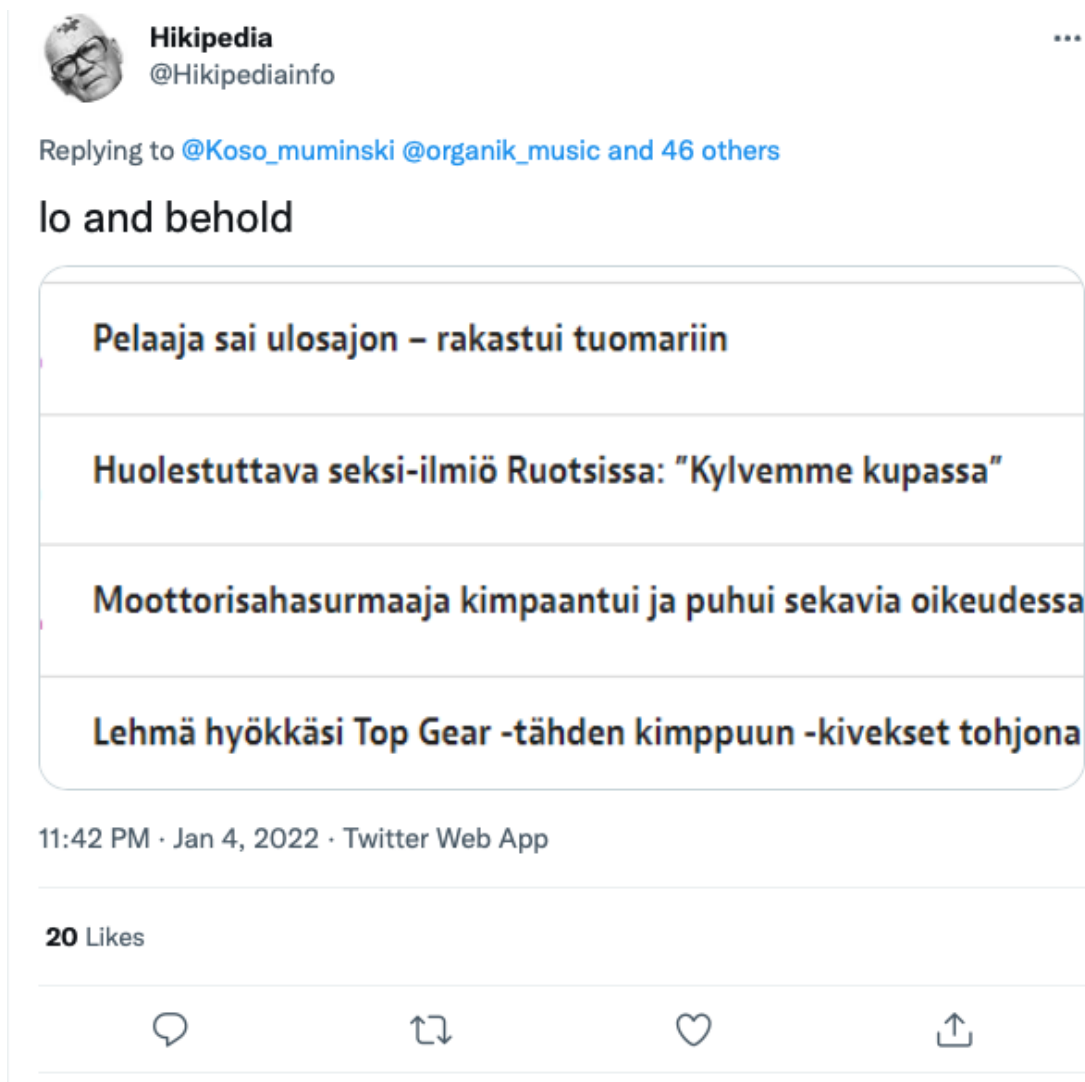 Hikipedia
@Hikipediainfo
Replying to @Koso_muminski @organik_music and 46 others
lo and behold
Pelaaja sai ulosajon – rakastui tuomariin
Huolestuttava seksi-ilmiö Ruotsissa: ”Kylvemme kupassa”
Moottorisahasurmaaja kimpaantui ja puhui sekavia oikeudessa
Lehmä hyökkäsi Top Gear -tähden kimppuun -kivekset tohjona
11:42 PM · Jan 4, 2022 · Twitter Web App
20 Likes